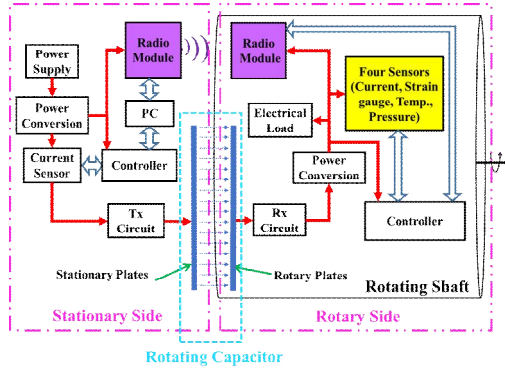 Power
Supply
Radio
Module
Radio
Module
Four Sensors
(Current, Strain
gauge, Temp.,
Pressure)
Power
Conversion
PC
Electrical
Load
Current
Sensor
Controller
Power
Conversion
Tx
Circuit
Rx
Circuit
Controller
Stationary Plates
Rotary Plates
Rotating Shaft
Stationary Side
Rotary Side
Rotating Capacitor